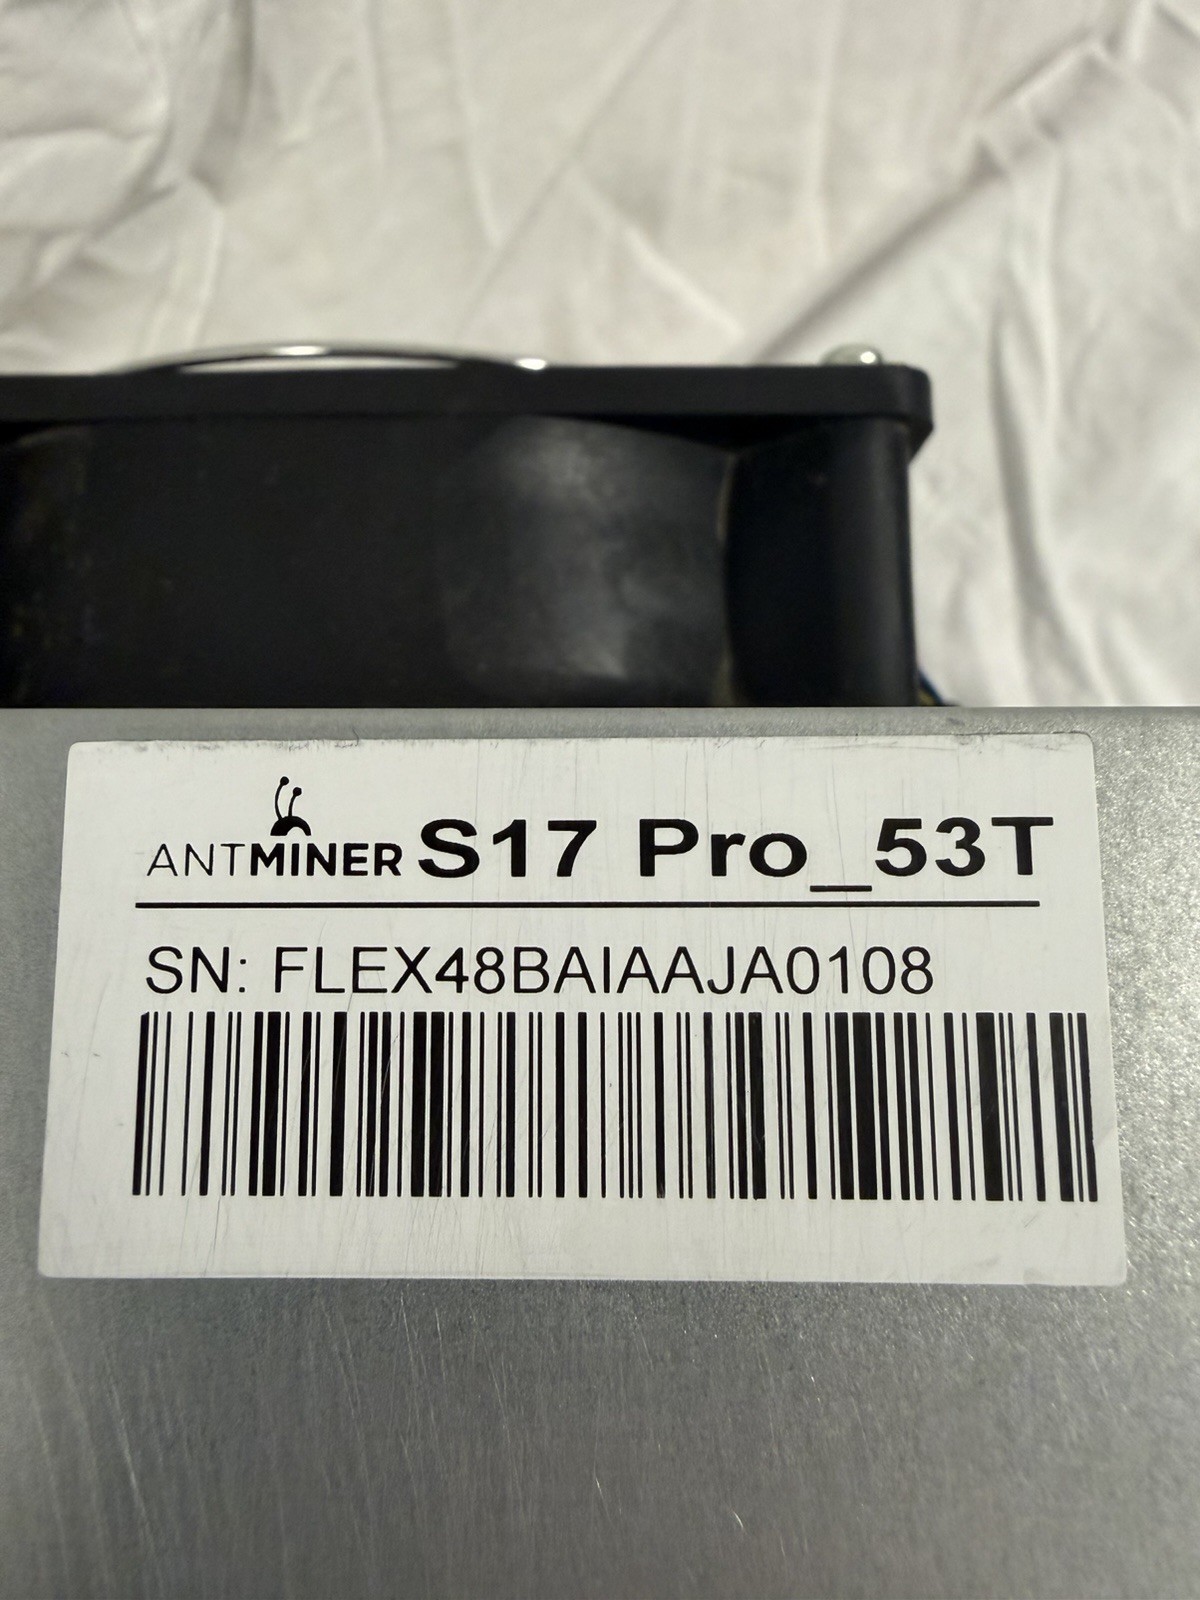 ANTMINER S17 Pro_53T
SN: FLEX48BAIAAJA0108